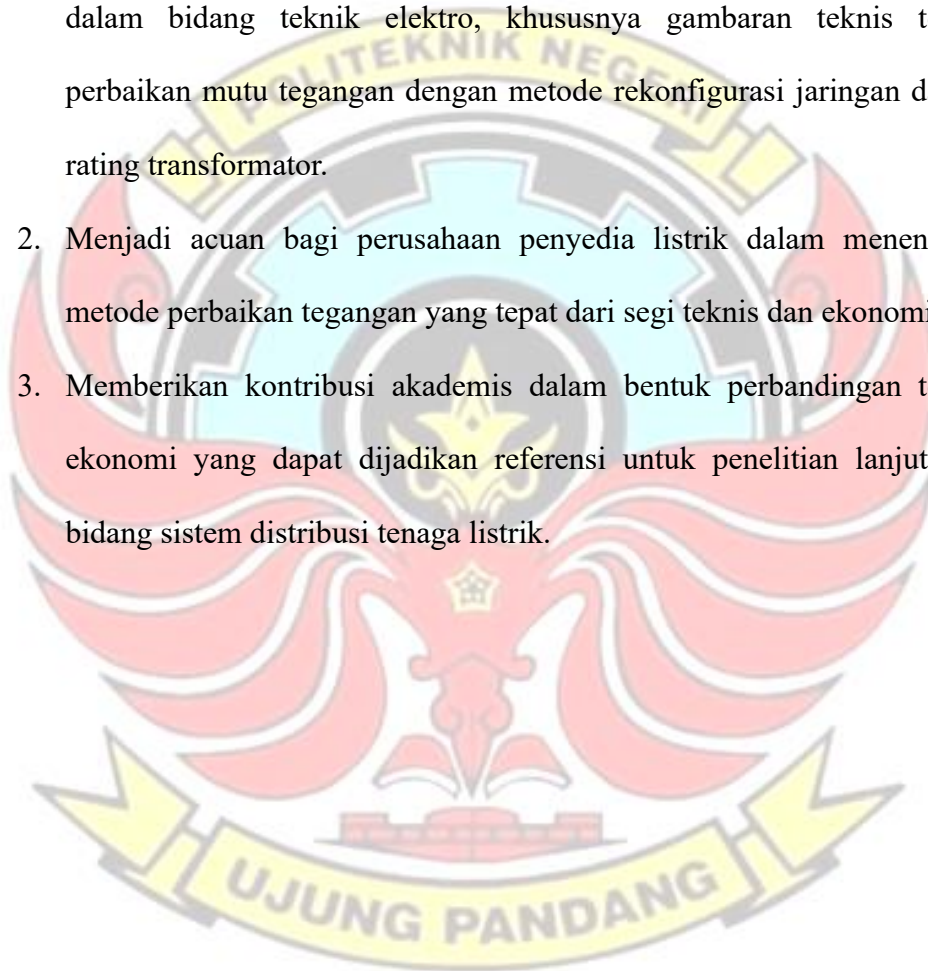 dalam bidang teknik elektro, khususnya gambaran teknis t
POLITEKNIK NEGERI
perbaikan mutu tegangan dengan metode rekonfigurasi jaringan d
rating transformator.
2. Menjadi acuan bagi perusahaan penyedia listrik dalam menen
metode perbaikan tegangan yang tepat dari segi teknis dan ekonomi
3. Memberikan kontribusi akademis dalam bentuk perbandingan t
ekonomi yang dapat dijadikan referensi untuk penelitian lanjut
bidang sistem distribusi tenaga listrik.
UJUNG PANDANG